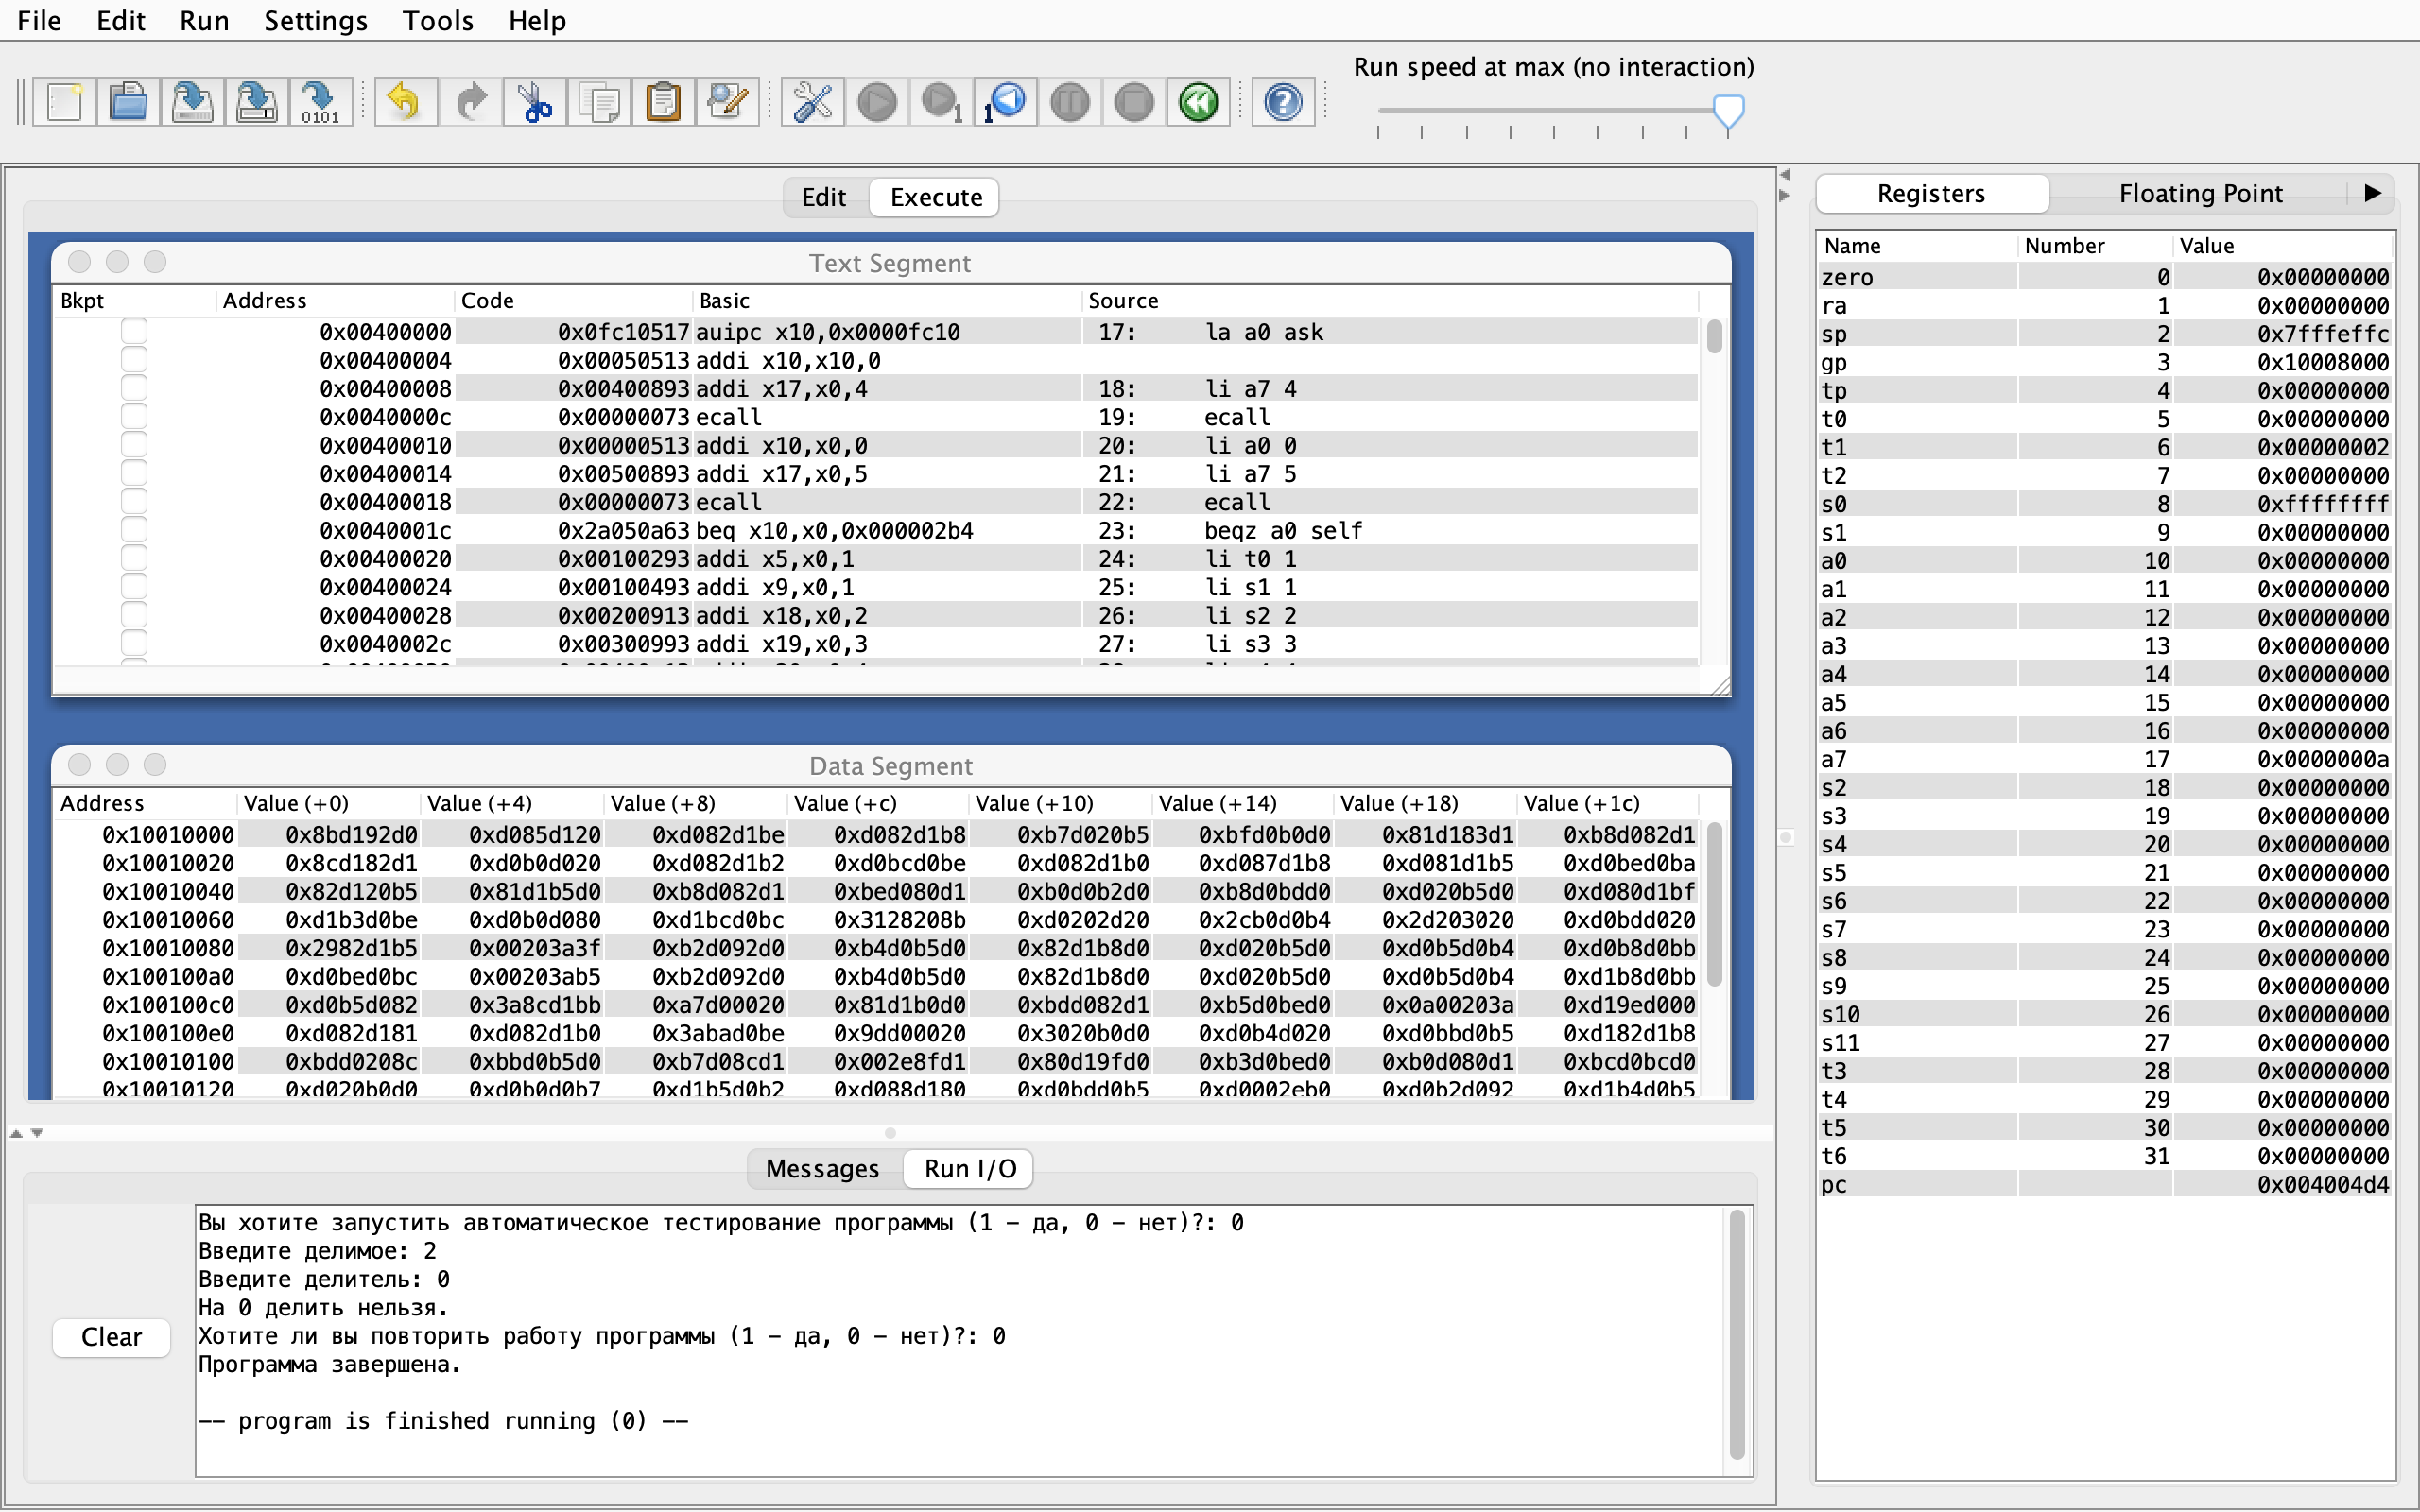 File Edit Run Settings Tools Help
Run speed at max (no interaction)
0101
1
1
?
Edit Execute
Text Segment
Bkpt Address Code Basic Source
0x00400000 0x0fc10517 auipc x10,0x0000fc10 17: la a0 ask
0x00400004 0x00050513 addi x10,x10,0
0x00400008 0x00400893 addi x17,x0,4 18: li a7 4
0x0040000c 0x00000073 ecall 19: ecall
0x00400010 0x00000513 addi x10,x0,0 20: li a0 0
0x00400014 0x00500893 addi x17,x0,5 21: li a7 5
0x00400018 0x00000073 ecall 22: ecall
0x0040001c 0x2a050a63 beq x10,x0,0x000002b4 23: beqz a0 self
0x00400020 0x00100293 addi x5,x0,1 24: li t0 1
0x00400024 0x00100493 addi x9,x0,1 25: li s1 1
0x00400028 0x00200913 addi x18,x0,2 26: li s2 2
0x0040002c 0x00300993 addi x19,x0,3 27: li s3 3
Data Segment
Address Value (+0) Value (+4) Value (+8) Value (+c) Value (+10) Value (+14) Value (+18) Value (+1c)
0x10010000 0x8bd192d0 0xd085d120 0xd082d1be 0xd082d1b8 0xb7d020b5 0xbfd0b0d0 0x81d183d1 0xb8d082d1
0x10010020 0x8cd182d1 0xd0b0d020 0xd082d1b2 0xd0bcd0be 0xd082d1b0 0xd087d1b8 0xd081d1b5 0xd0bed0ba
0x10010040 0x82d120b5 0x81d1b5d0 0xb8d082d1 0xbed080d1 0xb0d0b2d0 0xb8d0bdd0 0xd020b5d0 0xd080d1bf
0x10010060 0xd1b3d0be 0xd0b0d080 0xd1bcd0bc 0x3128208b 0xd0202d20 0x2cb0d0b4 0x2d203020 0xd0bdd020
0x10010080 0x2982d1b5 0x00203a3f 0xb2d092d0 0xb4d0b5d0 0x82d1b8d0 0xd020b5d0 0xd0b5d0b4 0xd0b8d0bb
0x100100a0 0xd0bed0bc 0x00203ab5 0xb2d092d0 0xb4d0b5d0 0x82d1b8d0 0xd020b5d0 0xd0b5d0b4 0xd1b8d0bb
0x100100c0 0xd0b5d082 0x3a8cd1bb 0xa7d00020 0x81d1b0d0 0xbdd082d1 0xb5d0bed0 0x0a00203a 0xd19ed000
0x100100e0 0xd082d181 0xd082d1b0 0x3abad0be 0x9dd00020 0x3020b0d0 0xd0b4d020 0xd0bbd0b5 0xd182d1b8
0x10010100 0xbdd0208c 0xbbd0b5d0 0xb7d08cd1 0x002e8fd1 0x80d19fd0 0xb3d0bed0 0xb0d080d1 0xbcd0bcd0
0x10010120 0xd020b0d0 0xd0b0d0b7 0xd1b5d0b2 0xd088d180 0xd0bdd0b5 0xd0002eb0 0xd0b2d092 0xd1b4d0b5
Messages Run I/O
Clear
Вы хотите запустить автоматическое тестирование программы (1 – да, 0 – нет)?: 0
Введите делимое: 2
Введите делитель: 0
На 0 делить нельзя.
Хотите ли вы повторить работу программы (1 – да, 0 – нет)?: 0
Программа завершена.
-- program is finished running (0) --
Registers Floating Point
Name Number Value
zero 0 0x00000000
ra 1 0x00000000
sp 2 0x7fffeffc
gp 3 0x10008000
tp 4 0x00000000
t0 5 0x00000000
t1 6 0x00000002
t2 7 0x00000000
s0 8 0xffffffff
s1 9 0x00000000
a0 10 0x00000000
a1 11 0x00000000
a2 12 0x00000000
a3 13 0x00000000
a4 14 0x00000000
a5 15 0x00000000
a6 16 0x00000000
a7 17 0x0000000a
s2 18 0x00000000
s3 19 0x00000000
s4 20 0x00000000
s5 21 0x00000000
s6 22 0x00000000
s7 23 0x00000000
s8 24 0x00000000
s9 25 0x00000000
s10 26 0x00000000
s11 27 0x00000000
t3 28 0x00000000
t4 29 0x00000000
t5 30 0x00000000
t6 31 0x00000000
pc 0x004004d4